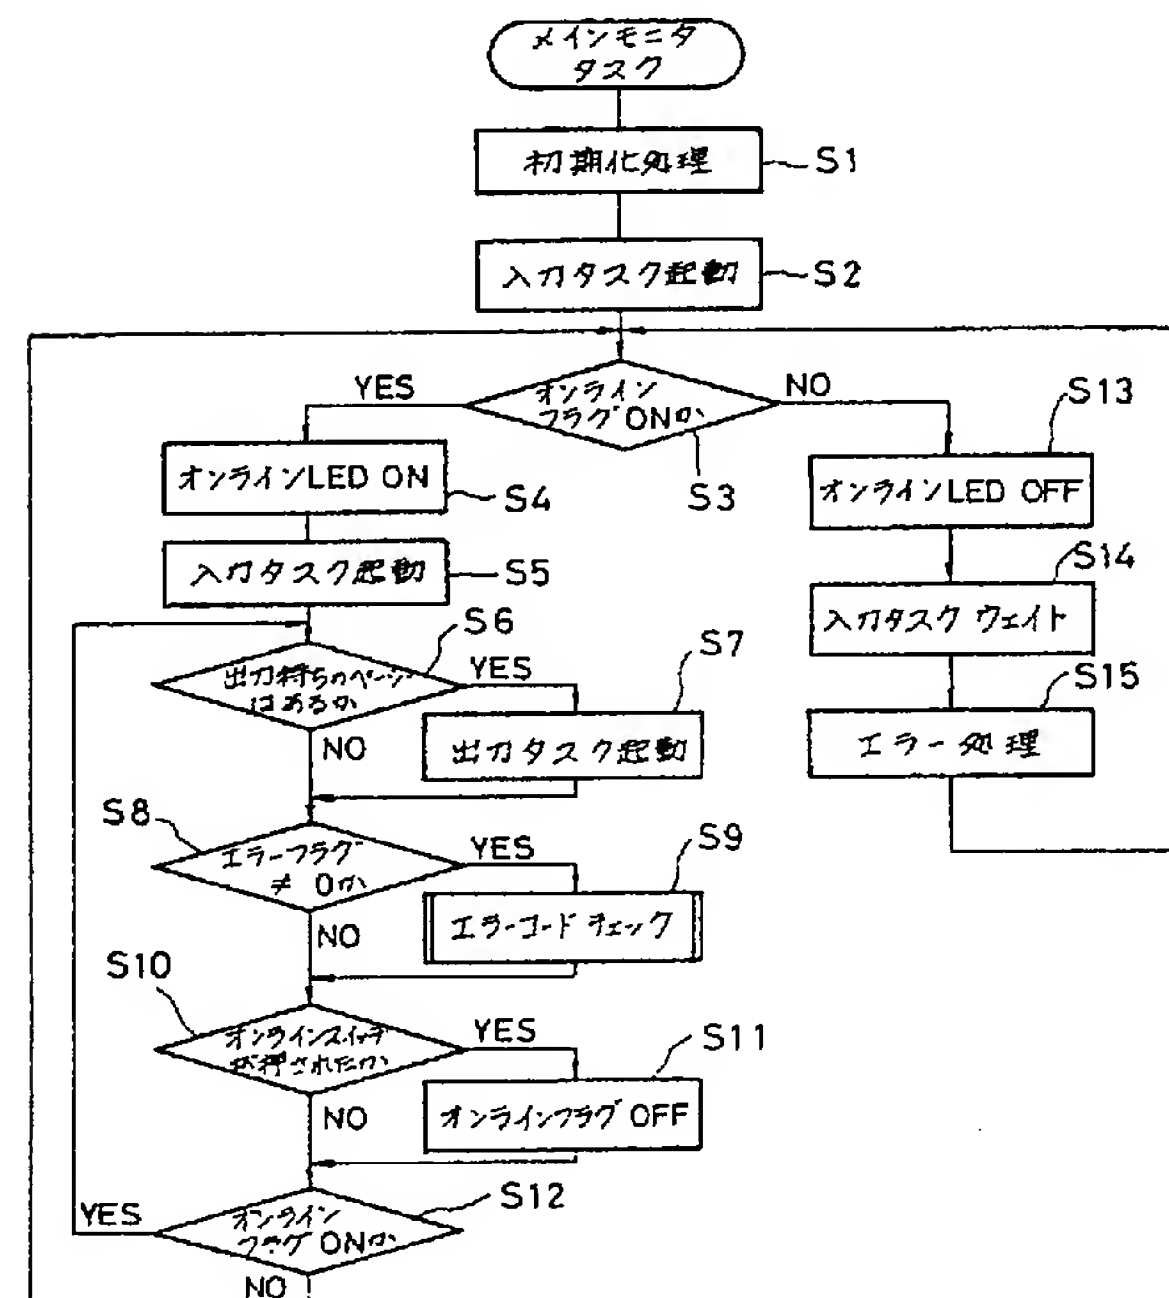 メインモニタ
タスク
初期化処理
S1
入力タスク起動
S2
オンライン
フラグONか
YES
NO
S3
オンラインLED ON
S4
入力タスク起動
S5
出力待ちのページ
はあるか
S6
YES
NO
出力タスク起動
S7
エラーフラグ
≠ 0か
S8
YES
NO
エラーコードチェック
S9
オンラインスイッチ
が押されたか
S10
YES
NO
オンラインフラグOFF
S11
オンライン
フラグONか
S12
YES
NO
オンラインLED OFF
S13
入力タスク ウェイト
S14
エラー処理
S15